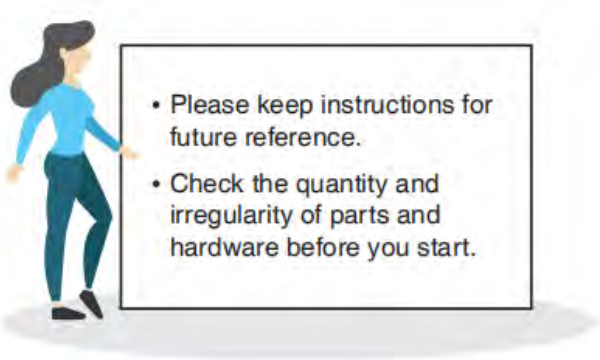 • Please keep instructions for
future reference.
• Check the quantity and
irregularity of parts and
hardware before you start.